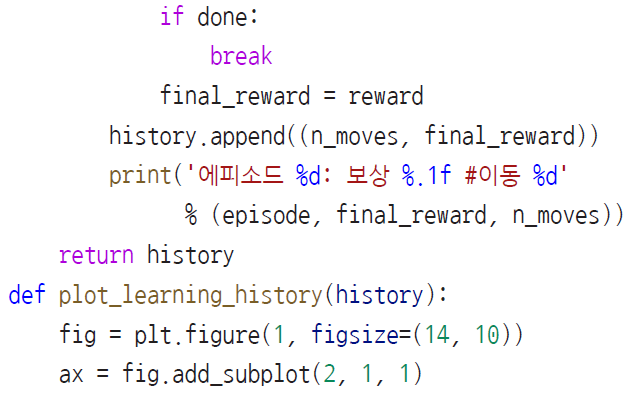 if done:
                break
            final_reward = reward
        history.append((n_moves, final_reward))
        print('에피소드 %d: 보상 %.1f #이동 %d'
              % (episode, final_reward, n_moves))
    return history
def plot_learning_history(history):
    fig = plt.figure(1, figsize=(14, 10))
    ax = fig.add_subplot(2, 1, 1)